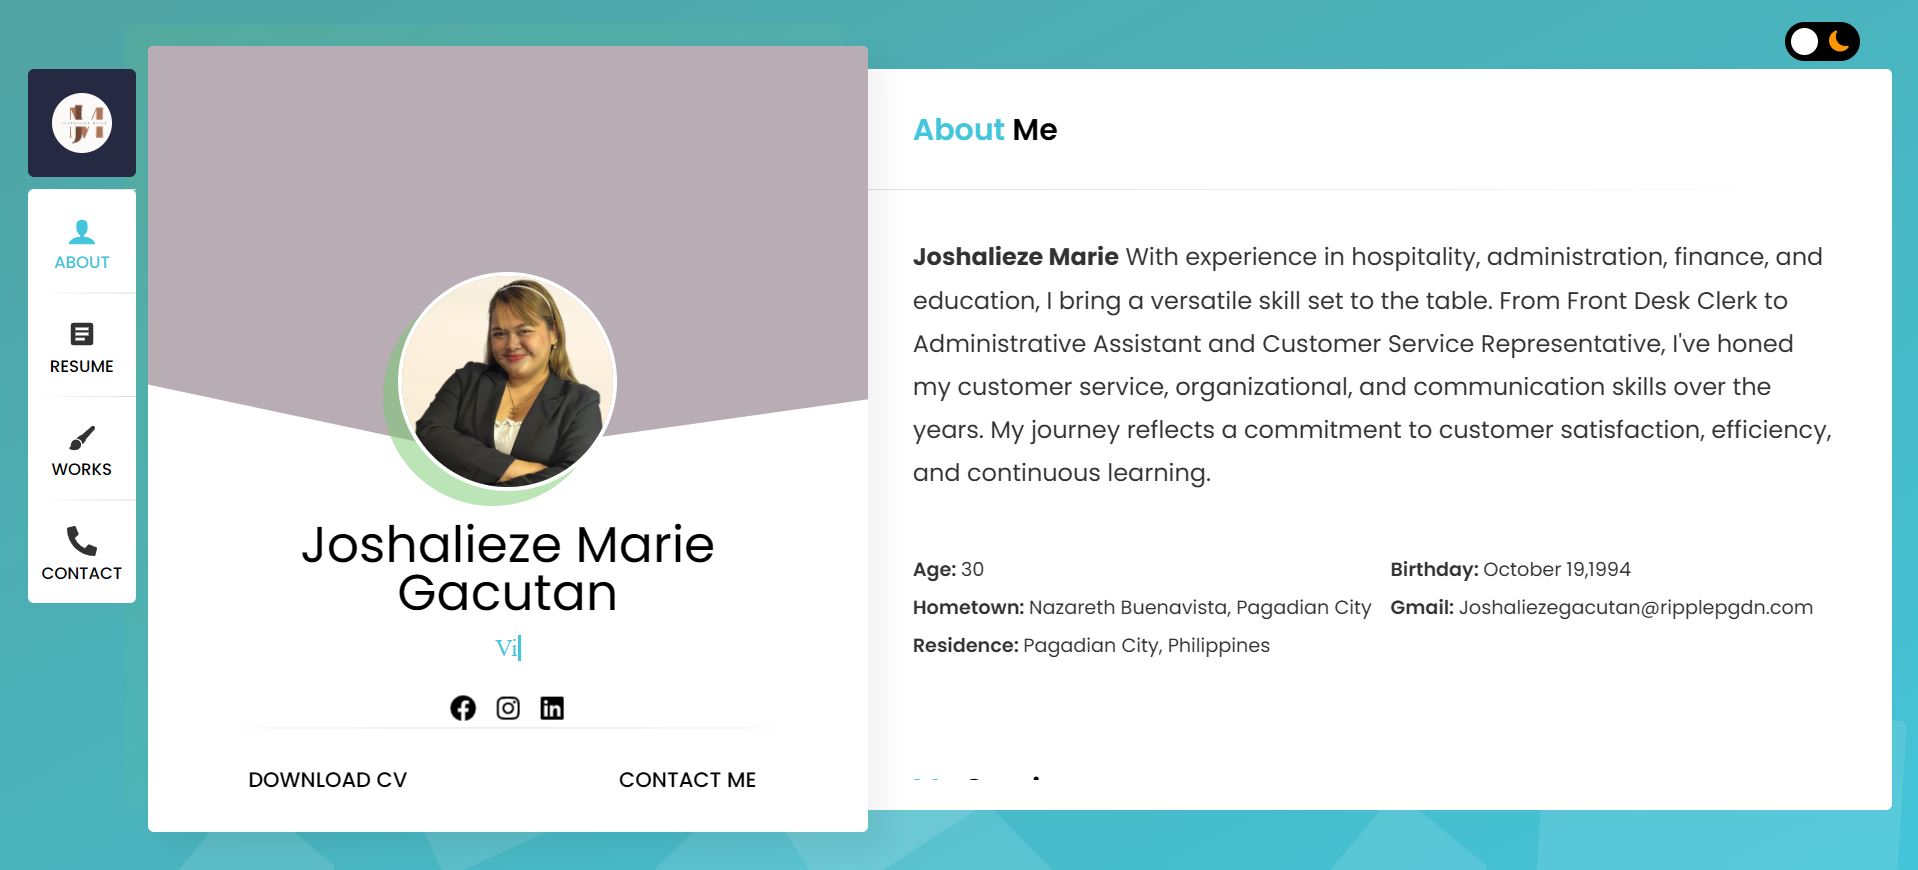 ABOUT
RESUME
WORKS
CONTACT
Joshalieze Marie
Gacutan
Vi
DOWNLOAD CV
CONTACT ME
About Me
Joshalieze Marie With experience in hospitality, administration, finance, and
education, I bring a versatile skill set to the table. From Front Desk Clerk to
Administrative Assistant and Customer Service Representative, I've honed
my customer service, organizational, and communication skills over the
years. My journey reflects a commitment to customer satisfaction, efficiency,
and continuous learning.
Age: 30
Birthday: October 19,1994
Hometown: Nazareth Buenavista, Pagadian City
Gmail: Joshaliezegacutan@ripplepgdn.com
Residence: Pagadian City, Philippines